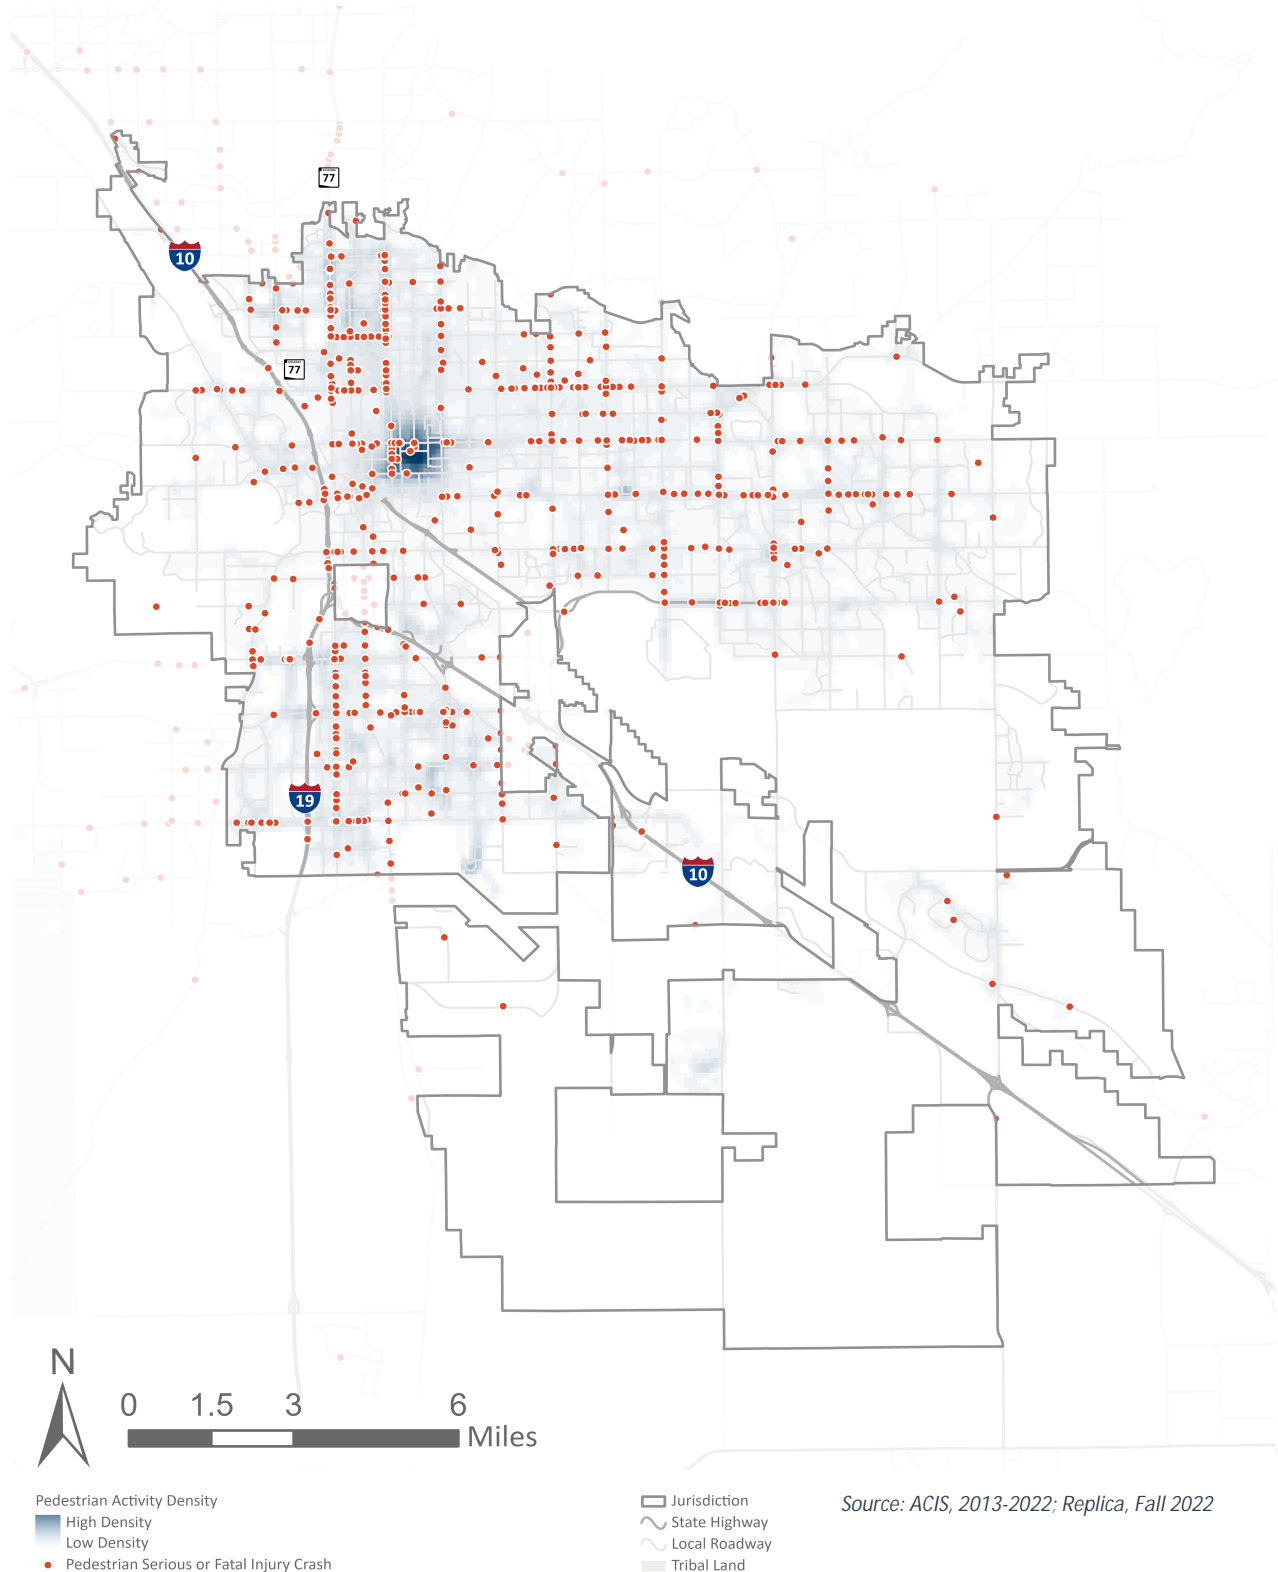 77
10
77
19
10
N
0 1.5 3 6
Miles
Pedestrian Activity Density
High Density
Low Density
Pedestrian Serious or Fatal Injury Crash
Jurisdiction
State Highway
Local Roadway
Tribal Land
Source: ACIS, 2013-2022; Replica, Fall 2022